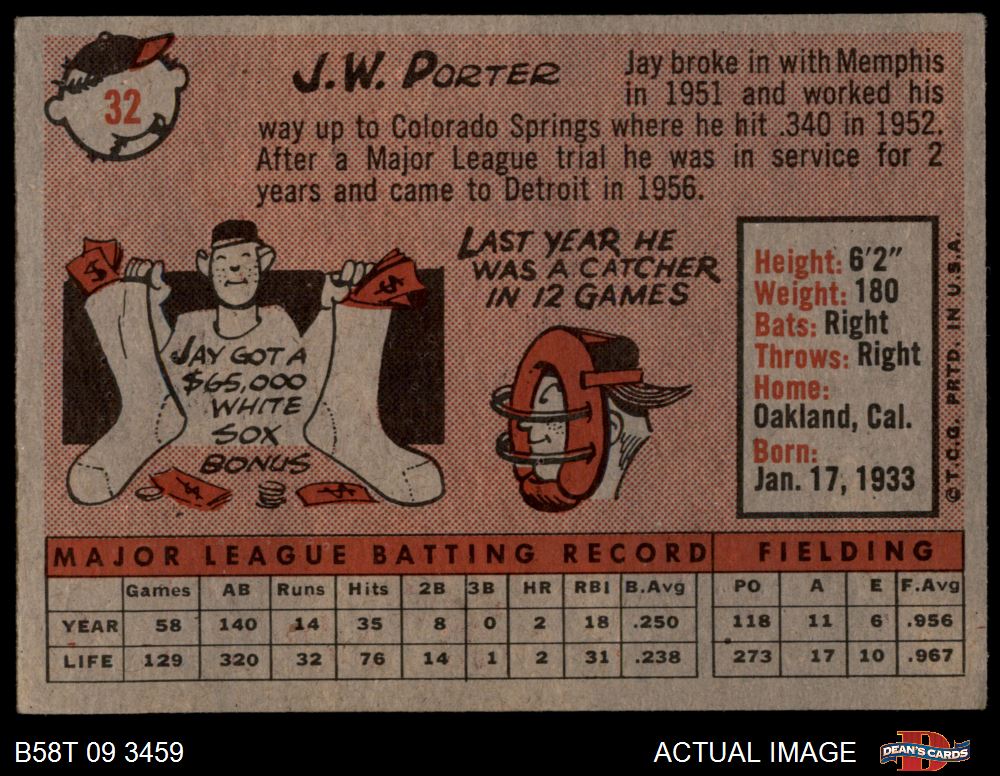 32
J.W. PORTER
Jay broke in with Memphis
in 1951 and worked his
way up to Colorado Springs where he hit .340 in 1952.
After a Major League trial he was in service for 2
years and came to Detroit in 1956.
JAY GOT A
$65,000
WHITE
SOX
BONUS
LAST YEAR HE
WAS A CATCHER
IN 12 GAMES
Height: 6'2"
Weight: 180
Bats: Right
Throws: Right
Home:
Oakland, Cal.
Born:
Jan. 17, 1933
© T.C.G. PRTD. IN U.S.A.
MAJOR LEAGUE BATTING RECORD FIELDING
Games AB Runs Hits 2B 3B HR RBI B.Avg PO A E F.Avg
YEAR 58 140 14 35 8 0 2 18 .250 118 11 6 .956
LIFE 129 320 32 76 14 1 2 31 .238 273 17 10 .967
B58T 09 3459
ACTUAL IMAGE
DEAN'S CARDS